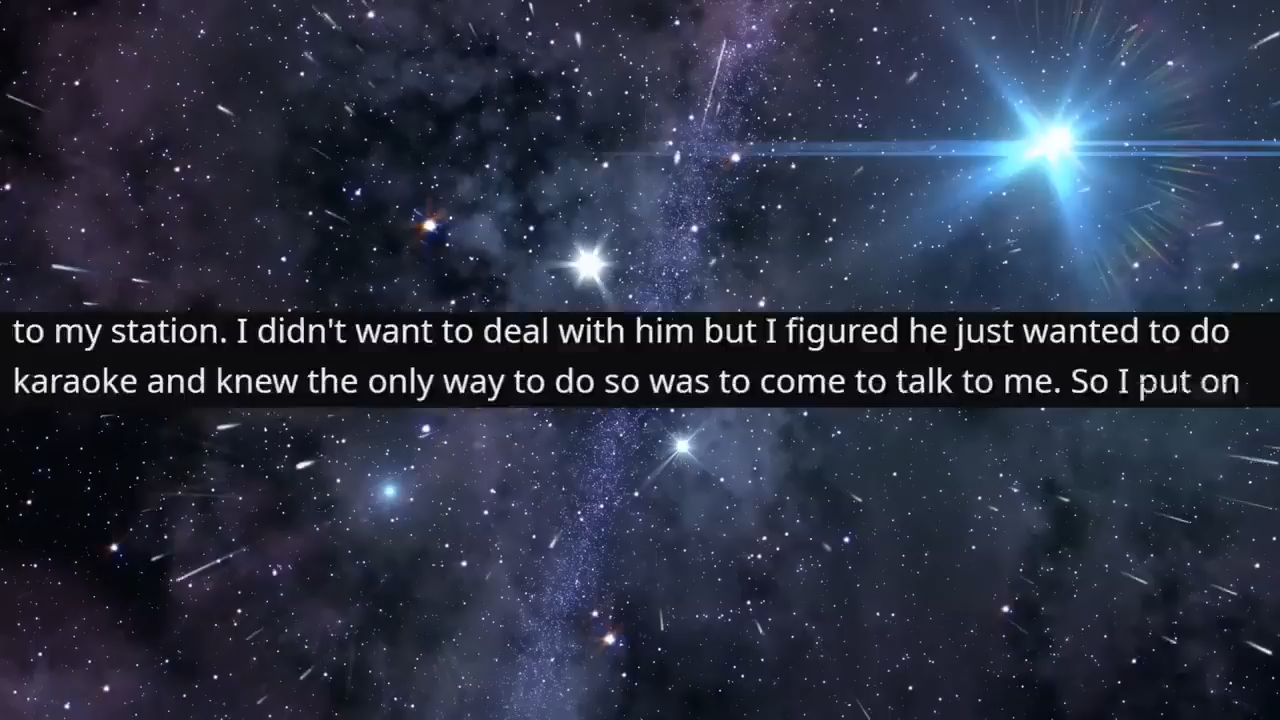 to my station. I didn't want to deal with him but I figured he just wanted to do
karaoke and knew the only way to do so was to come to talk to me. So I put on